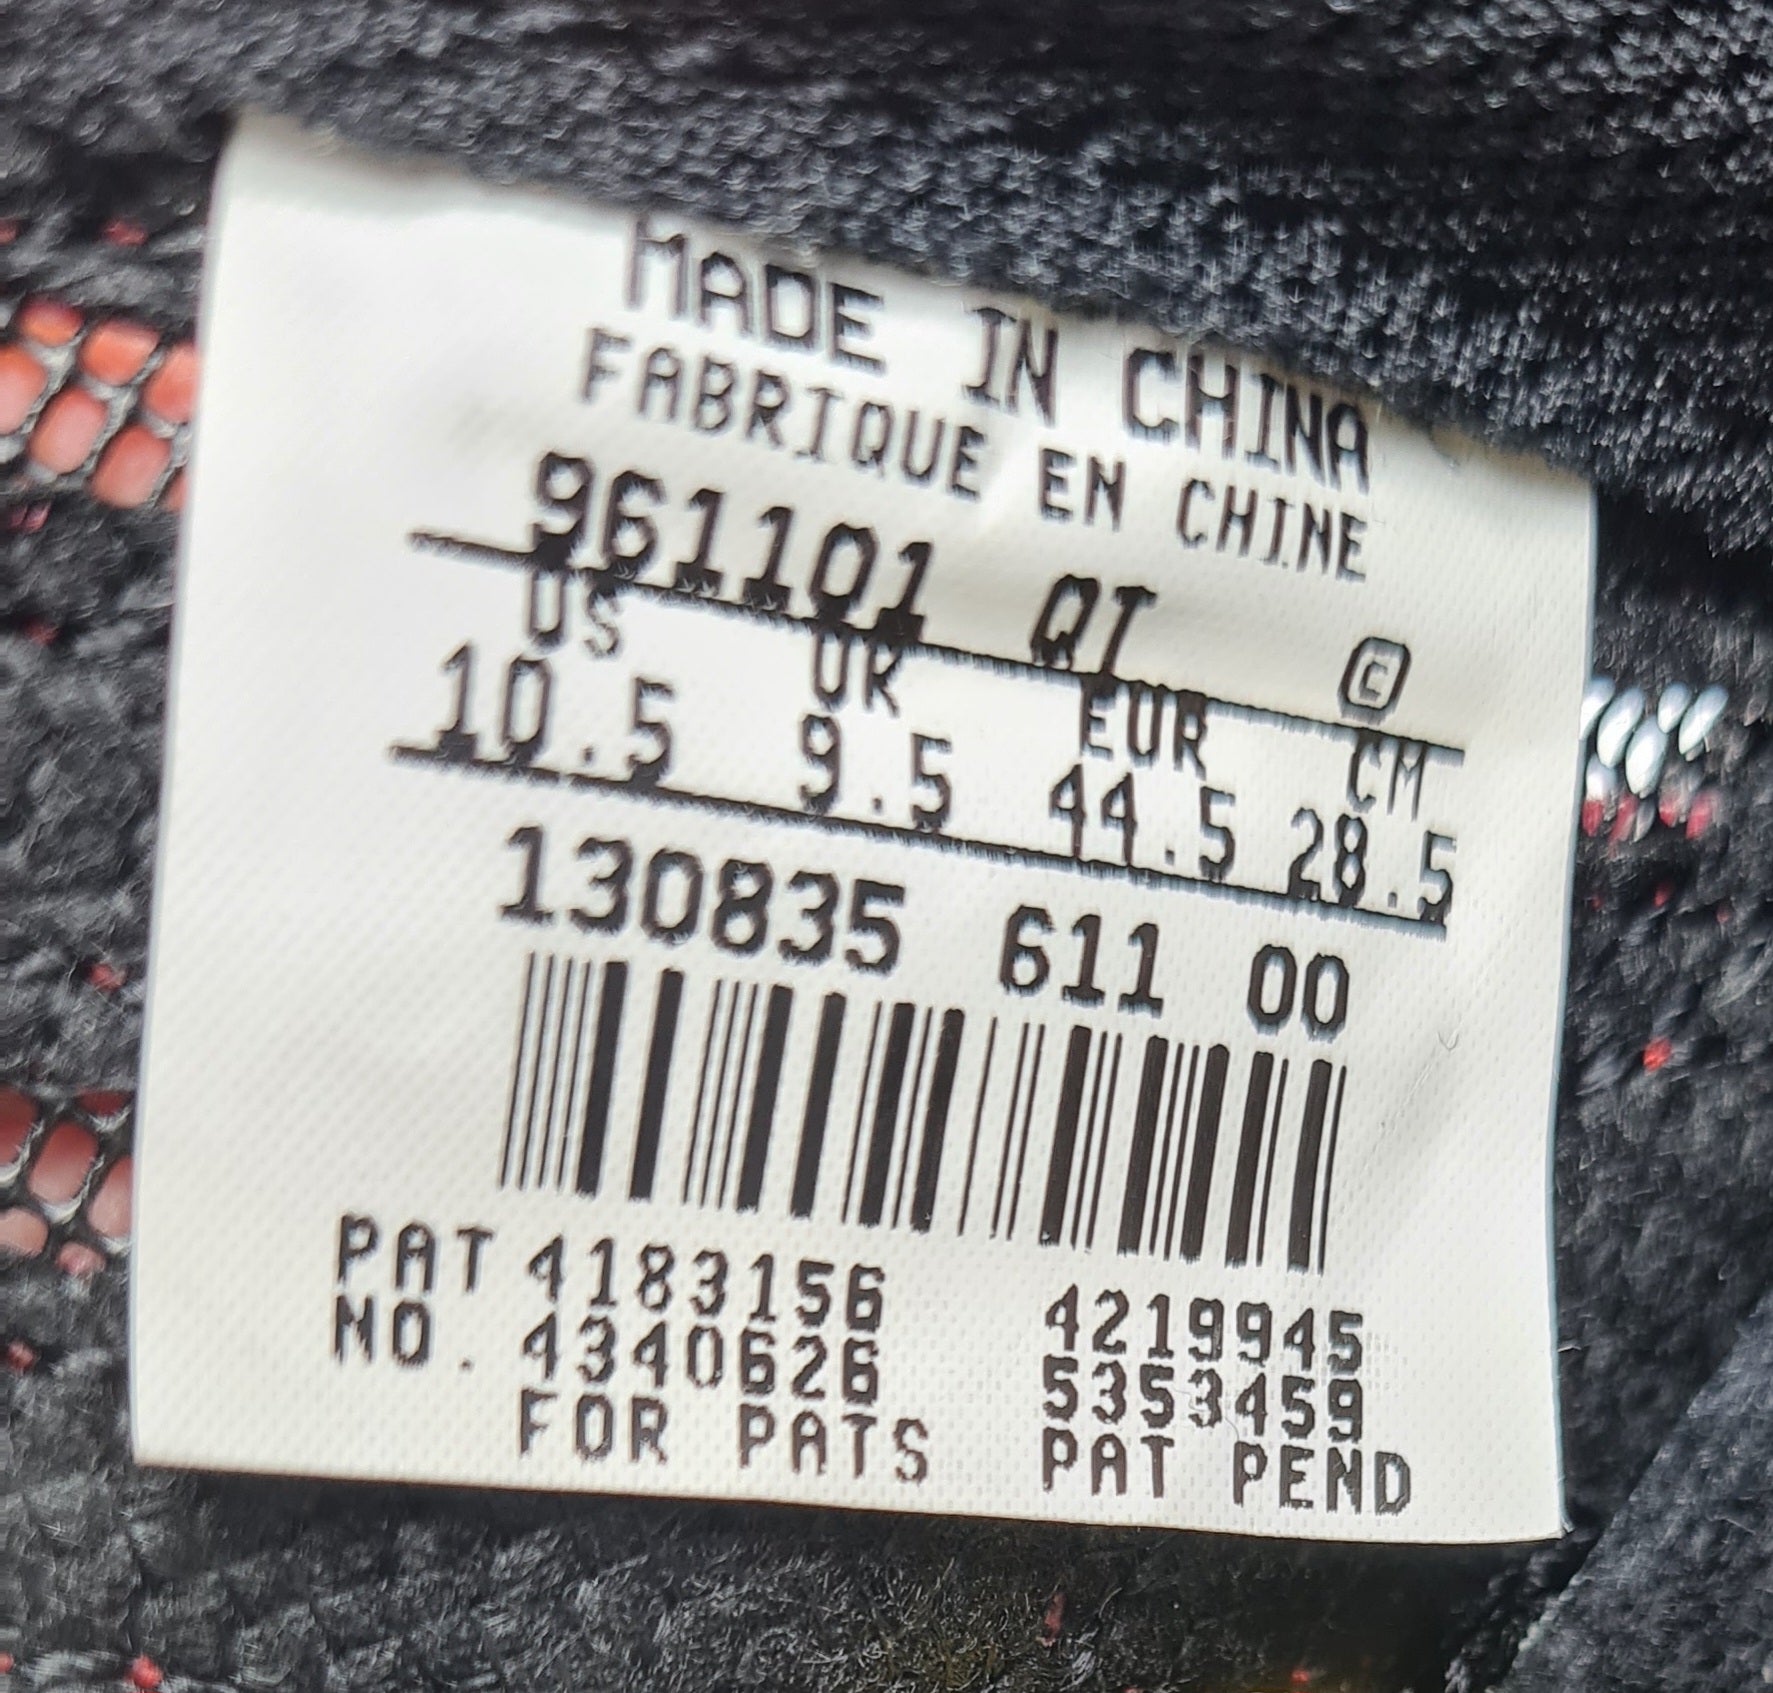 MADE IN CHINA
FABRIQUE EN CHINE
961101 QT ©
US UK EUR CM
10.5 9.5 44.5 28.5
130835 611 00
PAT 4183156 4219945
NO. 4340626 5353459
FOR PATS PAT PEND